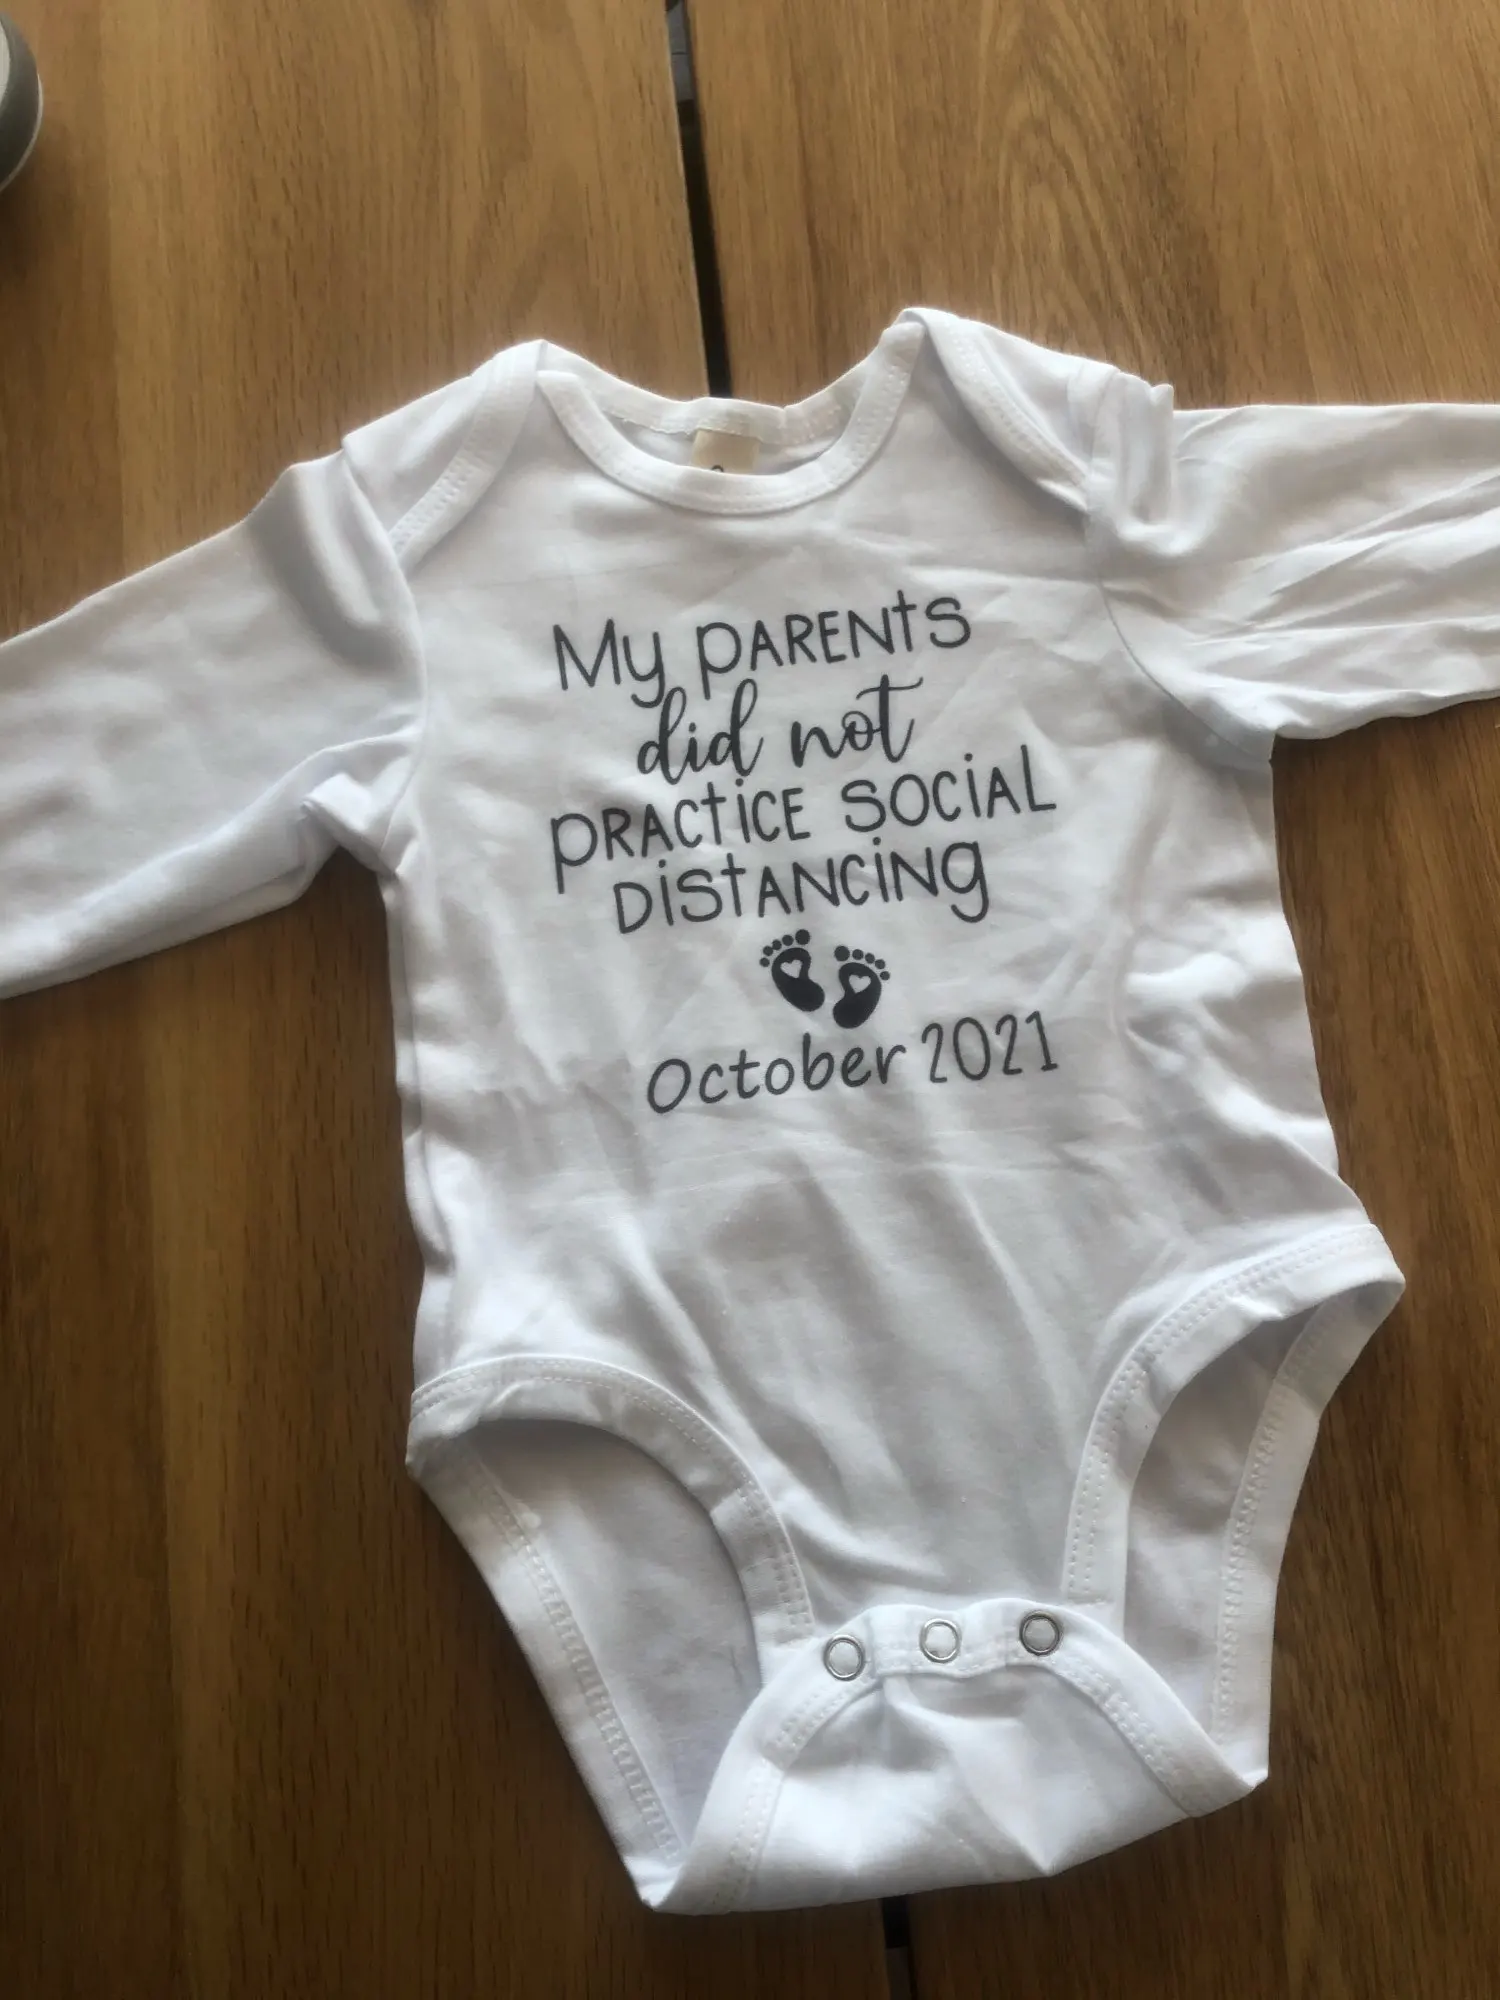 My PARENtS
did not
PRACtiCE SOCiAL
DiStANCiNg
October 2021